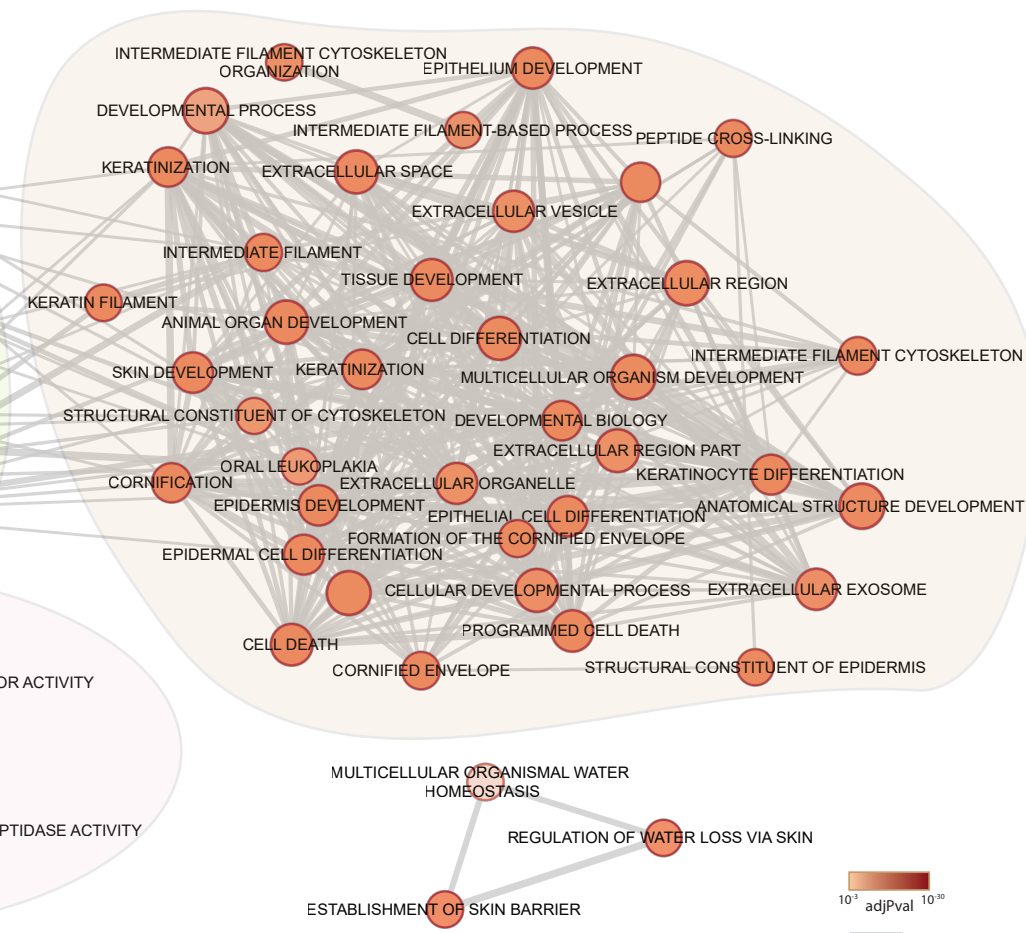 INTERMEDIATE FILAMENT CYTOSKELETON
ORGANIZATION
EPITHELIUM DEVELOPMENT
DEVELOPMENTAL PROCESS
INTERMEDIATE FILAMENT-BASED PROCESS
PEPTIDE CROSS-LINKING
KERATINIZATION
EXTRACELLULAR SPACE
EXTRACELLULAR VESICLE
INTERMEDIATE FILAMENT
TISSUE DEVELOPMENT
EXTRACELLULAR REGION
KERATIN FILAMENT
ANIMAL ORGAN DEVELOPMENT
CELL DIFFERENTIATION
INTERMEDIATE FILAMENT CYTOSKELETON
SKIN DEVELOPMENT
KERATINIZATION
MULTICELLULAR ORGANISM DEVELOPMENT
STRUCTURAL CONSTITUENT OF CYTOSKELETON
DEVELOPMENTAL BIOLOGY
EXTRACELLULAR REGION PART
ORAL LEUKOPLAKIA
KERATINOCYTE DIFFERENTIATION
CORNIFICATION
EXTRACELLULAR ORGANELLE
EPIDERMIS DEVELOPMENT
ANATOMICAL STRUCTURE DEVELOPMENT
EPITHELIAL CELL DIFFERENTIATION
FORMATION OF THE CORNIFIED ENVELOPE
EPIDERMAL CELL DIFFERENTIATION
CELLULAR DEVELOPMENTAL PROCESS
EXTRACELLULAR EXOSOME
PROGRAMMED CELL DEATH
CELL DEATH
CORNIFIED ENVELOPE
STRUCTURAL CONSTITUENT OF EPIDERMIS
OR ACTIVITY
MULTICELLULAR ORGANISMAL WATER
HOMEOSTASIS
PTIDASE ACTIVITY
REGULATION OF WATER LOSS VIA SKIN
ESTABLISHMENT OF SKIN BARRIER
10-3 adjPval 10-30